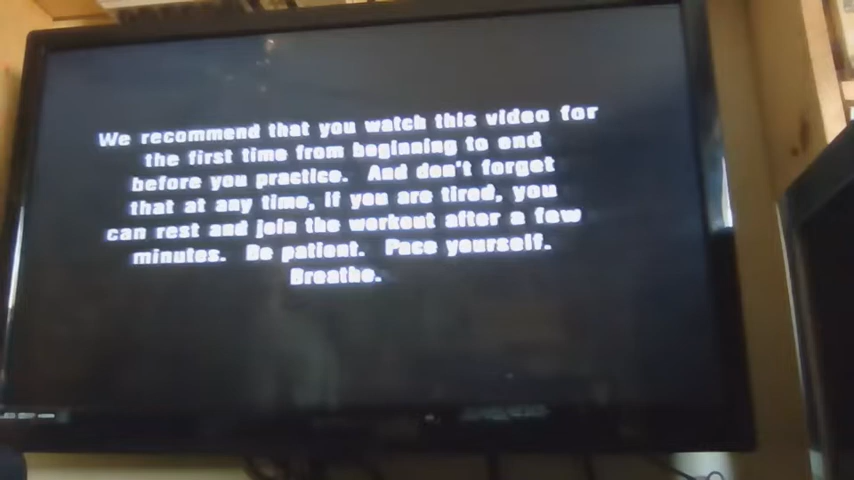 We recommend that you watch this video for
the first time from beginning to end
before you practice. And don't forget
that at any time, if you are tired, you
can rest and join the workout after a few
minutes. Be patient. Pace yourself.
Breathe.